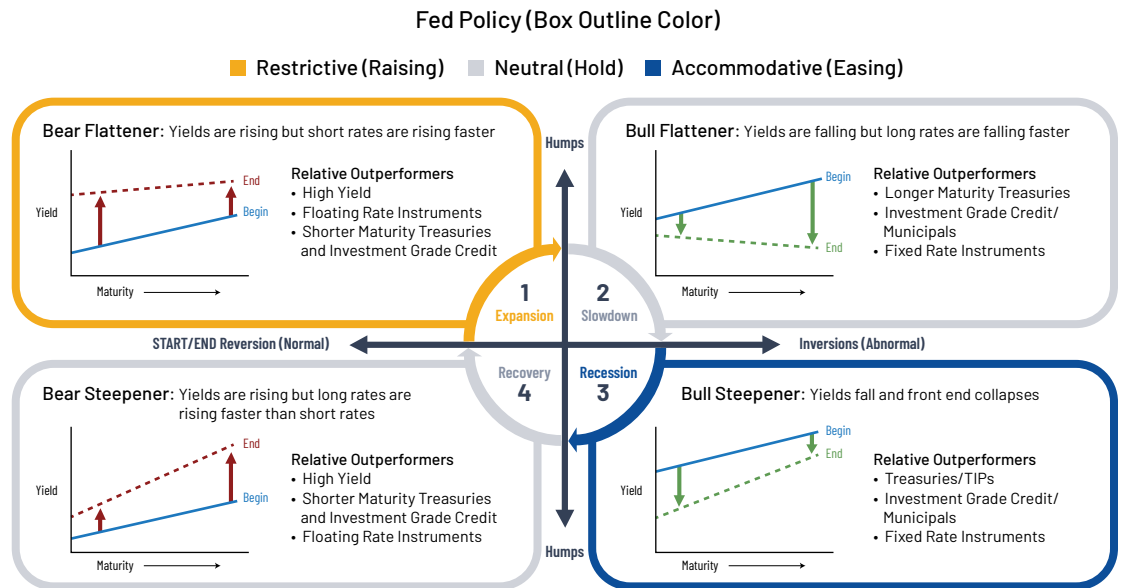 Fed Policy (Box Outline Color)
Restrictive (Raising) Neutral (Hold) Accommodative (Easing)
Bear Flattener: Yields are rising but short rates are rising faster
Yield
End
Begin
Maturity
Relative Outperformers
• High Yield
• Floating Rate Instruments
• Shorter Maturity Treasuries
and Investment Grade Credit
Humps
Bull Flattener: Yields are falling but long rates are falling faster
Yield
Begin
End
Maturity
Relative Outperformers
• Longer Maturity Treasuries
• Investment Grade Credit/
Municipals
• Fixed Rate Instruments
1
Expansion
2
Slowdown
START/END Reversion (Normal)
Inversions (Abnormal)
Recovery
4
Recession
3
Bear Steepener: Yields are rising but long rates are
rising faster than short rates
Yield
End
Begin
Maturity
Relative Outperformers
• High Yield
• Shorter Maturity Treasuries
and Investment Grade Credit
• Floating Rate Instruments
Humps
Bull Steepener: Yields fall and front end collapses
Yield
Begin
End
Maturity
Relative Outperformers
• Treasuries/TIPs
• Investment Grade Credit/
Municipals
• Fixed Rate Instruments